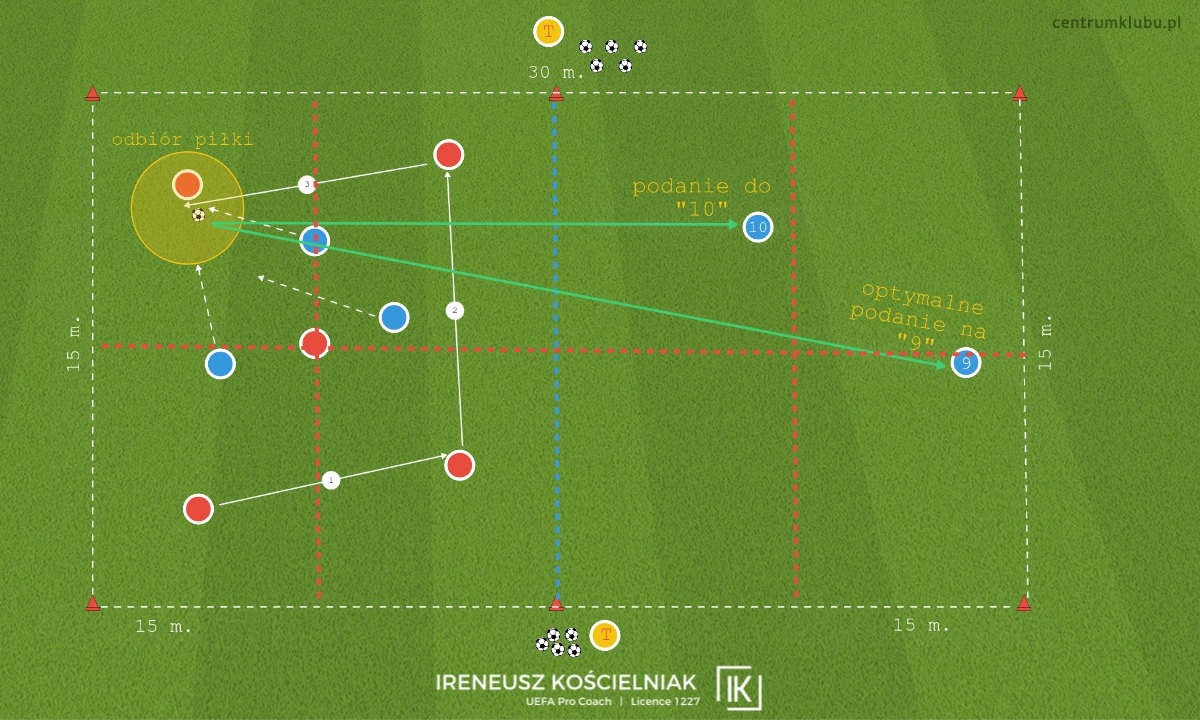 centrumklubu.pl
T
30 m.
odbiór piłki
3
podanie do
"10"
10
2
optymalne
podanie na
"9"
9
15 m.
15 m.
1
15 m.
15 m.
T
IRENEUSZ KOŚCIELNIAK
UEFA Pro Coach | Licence 1227
IK